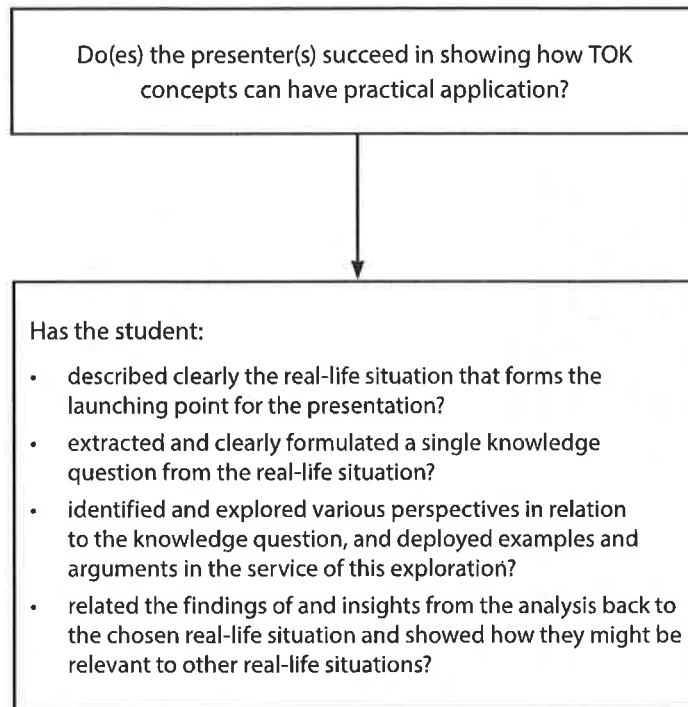 Do(es) the presenter(s) succeed in showing how TOK
concepts can have practical application?
Has the student:
• described clearly the real-life situation that forms the
launching point for the presentation?
• extracted and clearly formulated a single knowledge
question from the real-life situation?
• identified and explored various perspectives in relation
to the knowledge question, and deployed examples and
arguments in the service of this exploration?
• related the findings of and insights from the analysis back to
the chosen real-life situation and showed how they might be
relevant to other real-life situations?